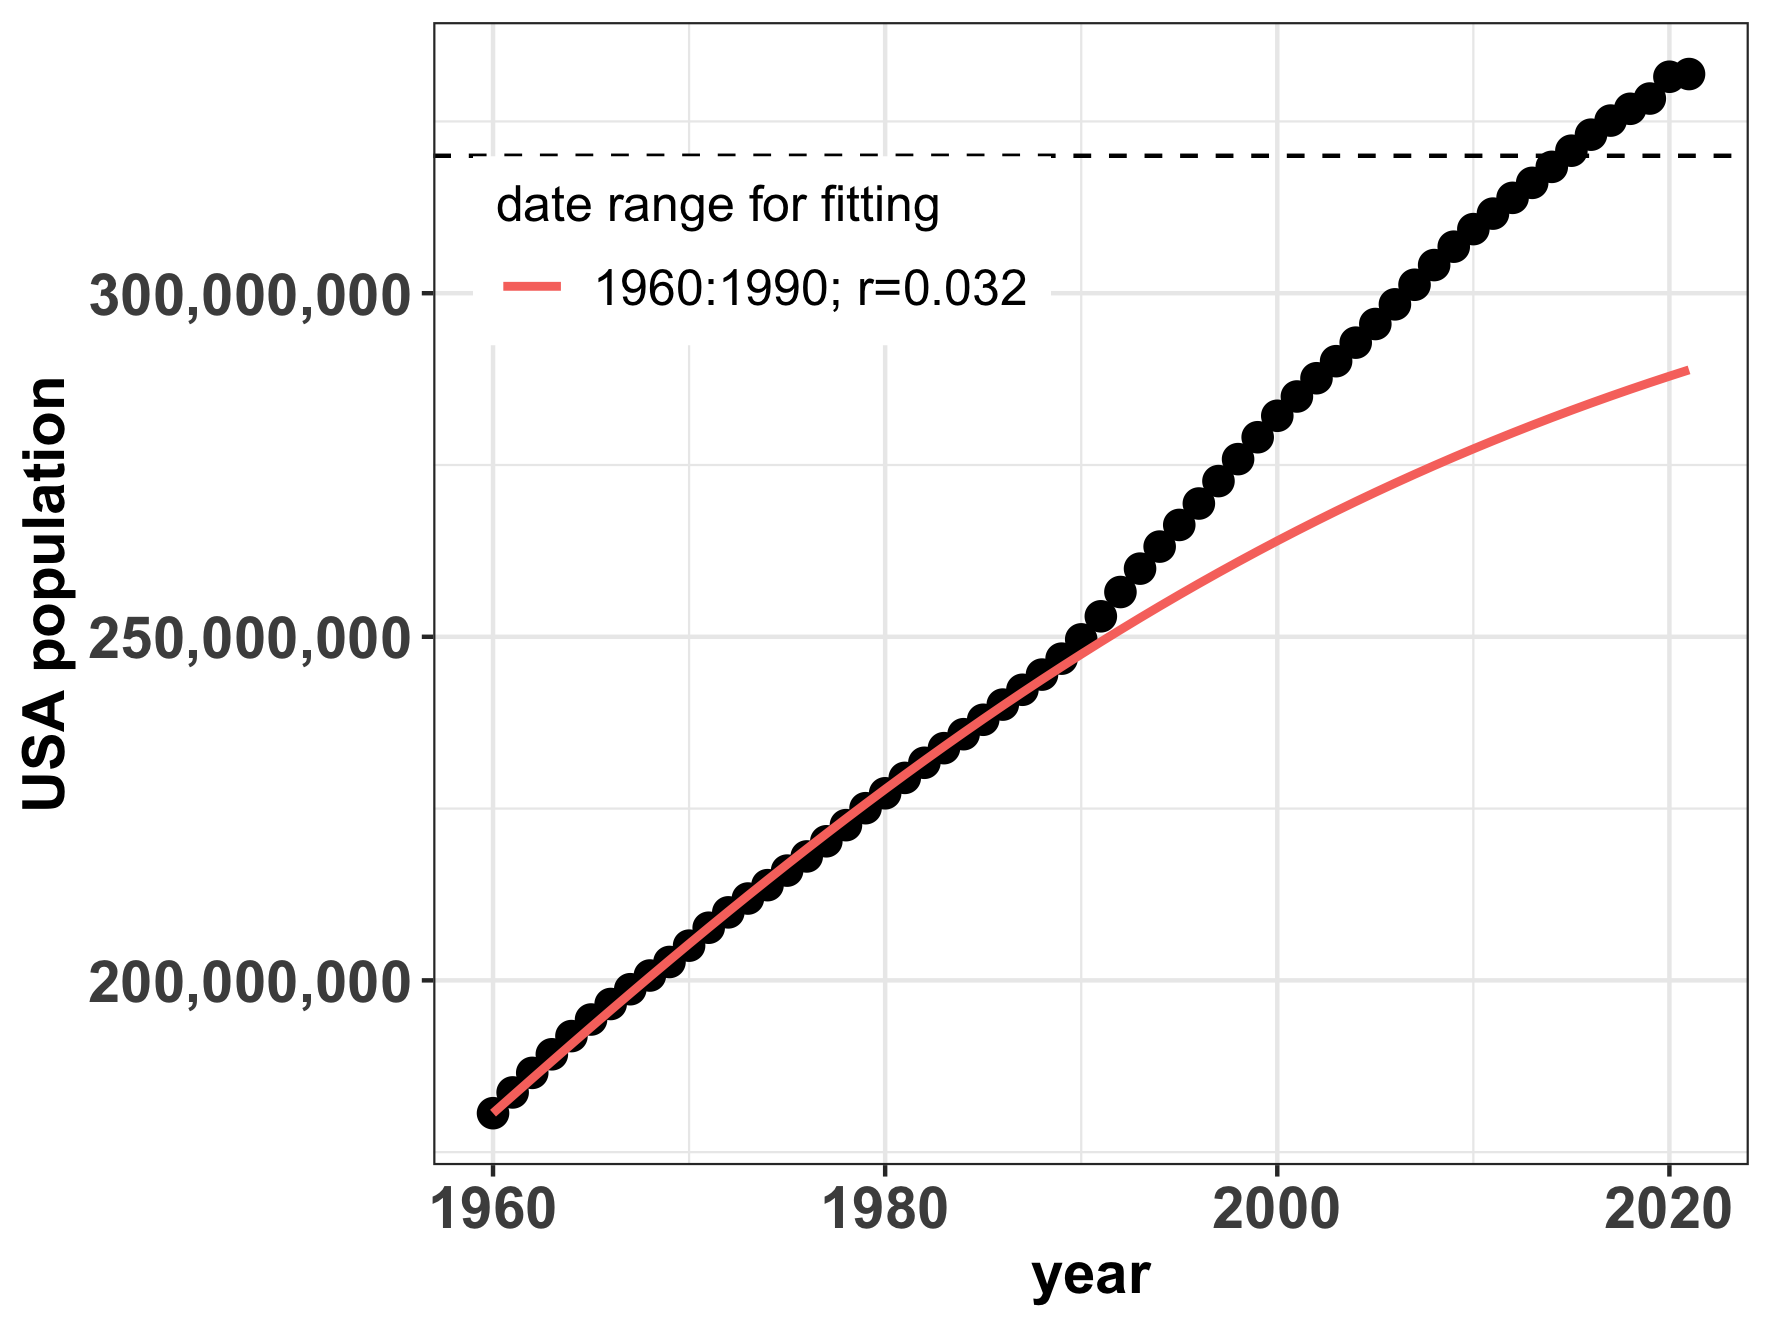 date range for fitting
1960:1990; r=0.032
300,000,000
250,000,000
200,000,000
USA population
1960
1980
2000
2020
year